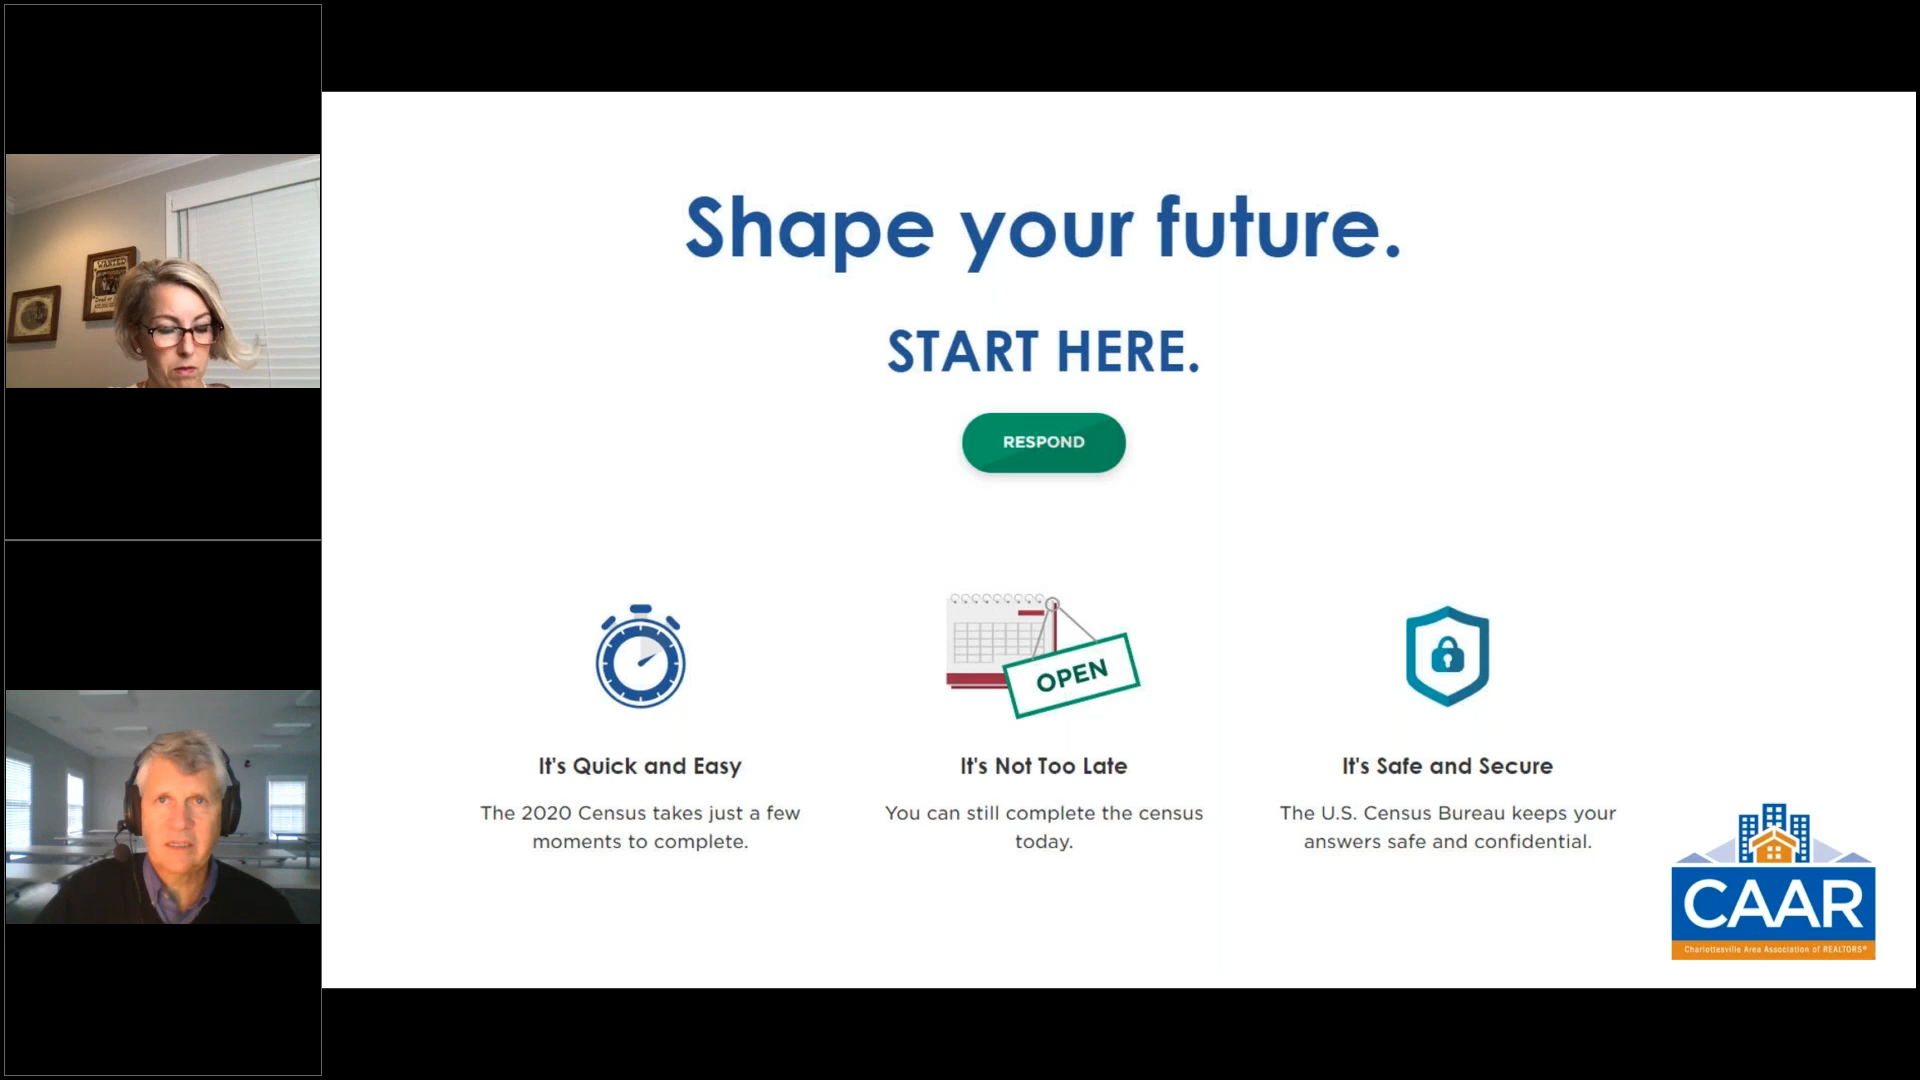 WANTED
Shape your future.
START HERE.
RESPOND
OPEN
It's Quick and Easy
The 2020 Census takes just a few
moments to complete.
It's Not Too Late
You can still complete the census
today.
It's Safe and Secure
The U.S. Census Bureau keeps your
answers safe and confidential.
CAAR
Charlottesville Area Association of REALTORS®